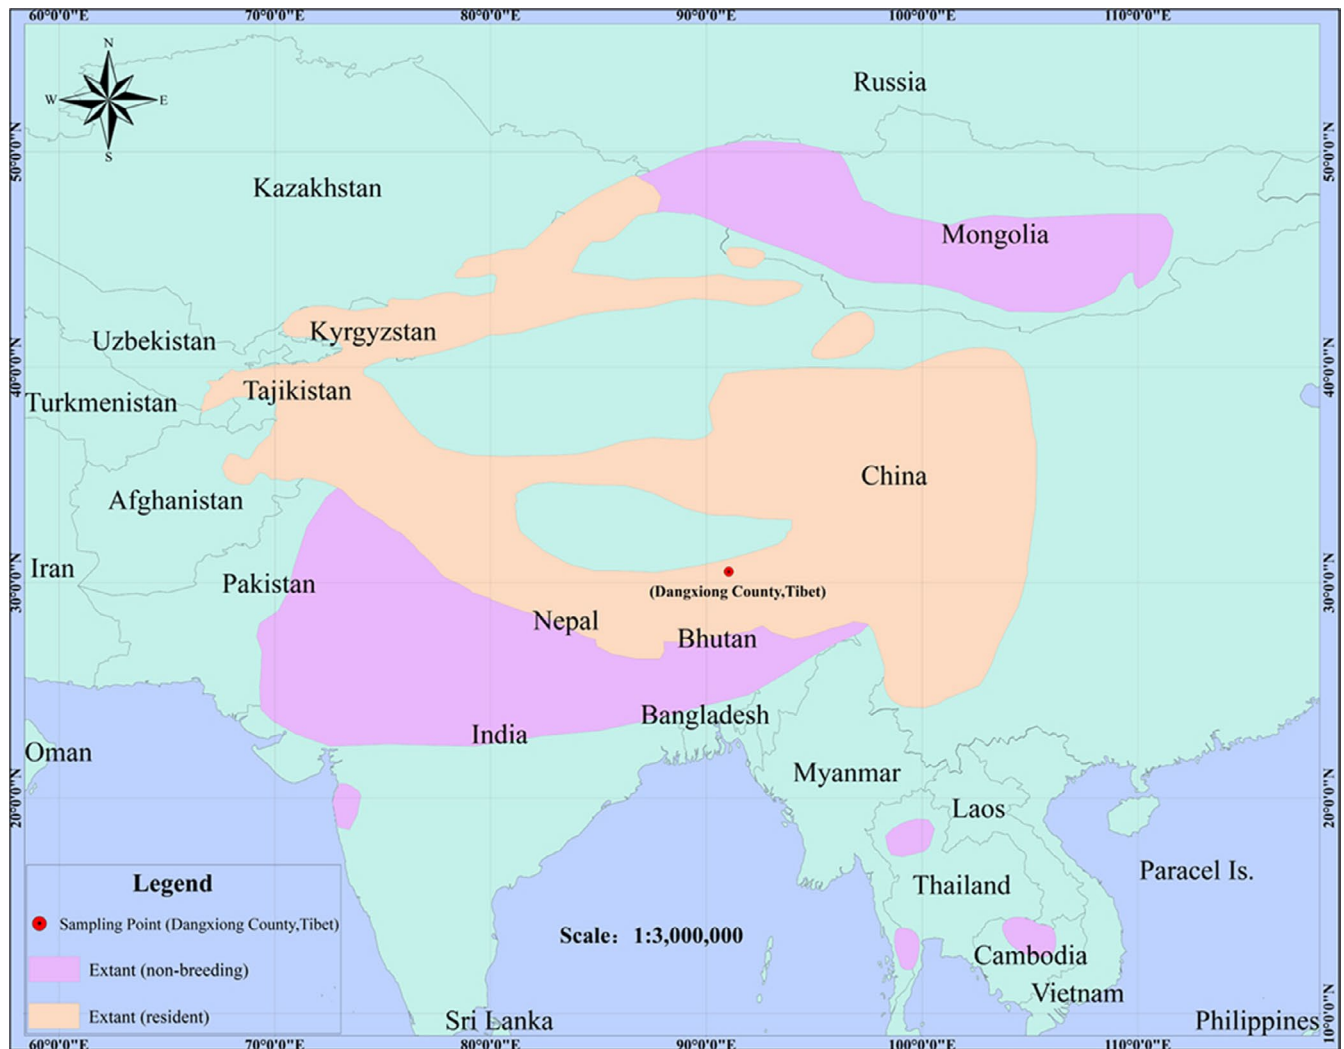 60°0'0"E 70°0'0"E 80°0'0"E 90°0'0"E 100°0'0"E 110°0'0"E
N
W E
S
Russia
50°0'0"N 50°0'0"N
Kazakhstan
Mongolia
Uzbekistan
Kyrgyzstan
40°0'0"N 40°0'0"N
Turkmenistan
Tajikistan
China
Afghanistan
Iran
Pakistan
30°0'0"N 30°0'0"N
(Dangxiong County,Tibet)
Nepal
Bhutan
Bangladesh
India
Oman
Myanmar
20°0'0"N 20°0'0"N
Laos
Paracel Is.
Thailand
Legend
Sampling Point (Dangxiong County,Tibet)
Extant (non-breeding)
Extant (resident)
Scale: 1:3,000,000
Cambodia
Vietnam
Sri Lanka
Philippines
10°0'0"N
60°0'0"E 70°0'0"E 80°0'0"E 90°0'0"E 100°0'0"E 110°0'0"E